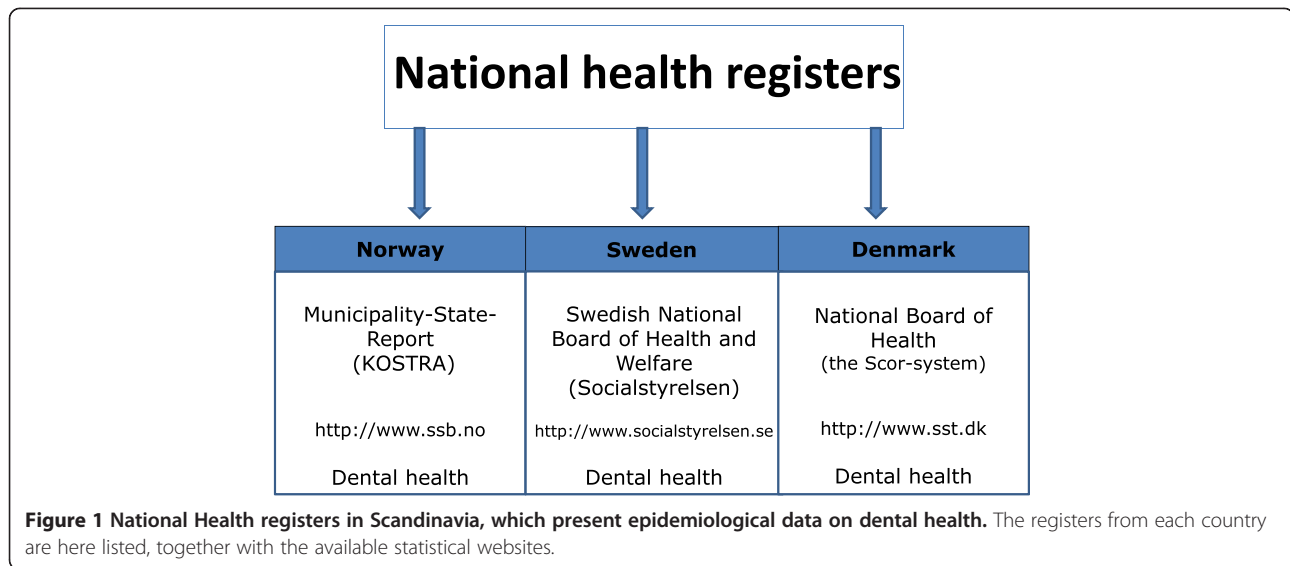 National health registers
Norway
Municipality-State-
Report
(KOSTRA)
http://www.ssb.no
Dental health
Sweden
Swedish National
Board of Health and
Welfare
(Socialstyrelsen)
http://www.socialstyrelsen.se
Dental health
Denmark
National Board of
Health
(the Scor-system)
http://www.sst.dk
Dental health
Figure 1 National Health registers in Scandinavia, which present epidemiological data on dental health. The registers from each country
are here listed, together with the available statistical websites.